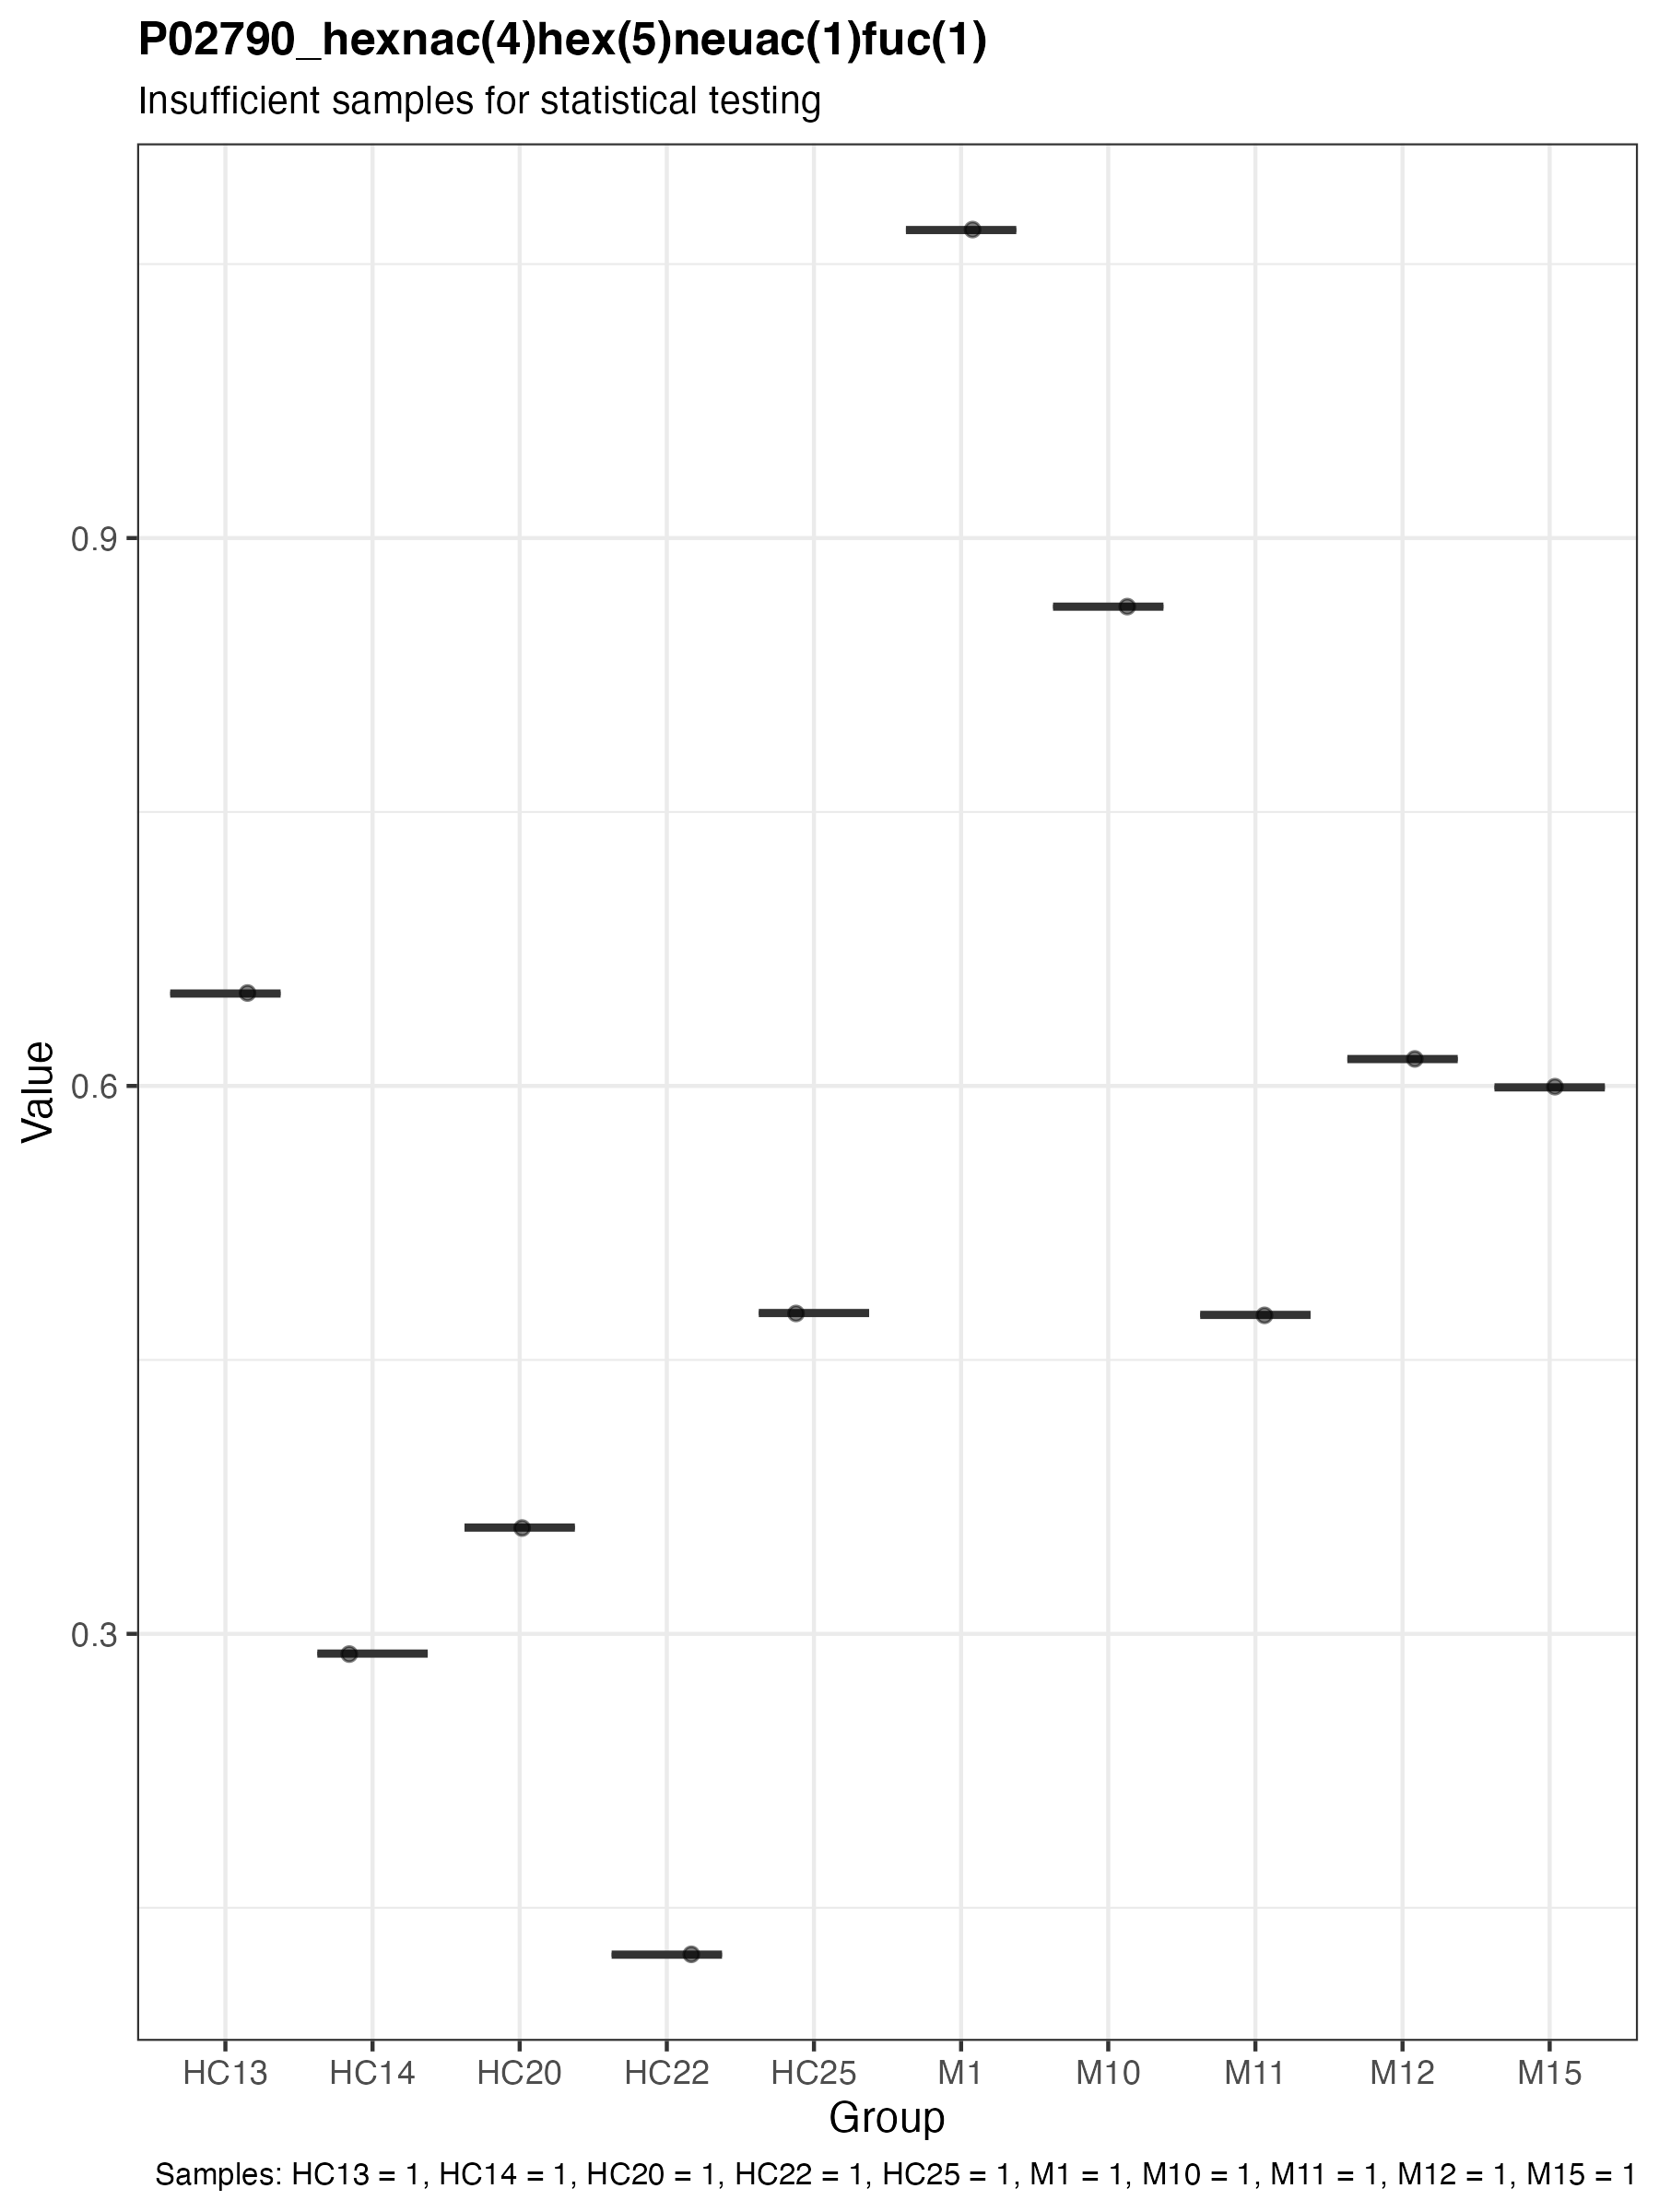 P02790_hexnac(4)hex(5)neuac(1)fuc(1)
Insufficient samples for statistical testing
Value
0.9
0.6
0.3
HC13 HC14 HC20 HC22 HC25 M1 M10 M11 M12 M15
Group
Samples: HC13 = 1, HC14 = 1, HC20 = 1, HC22 = 1, HC25 = 1, M1 = 1, M10 = 1, M11 = 1, M12 = 1, M15 = 1